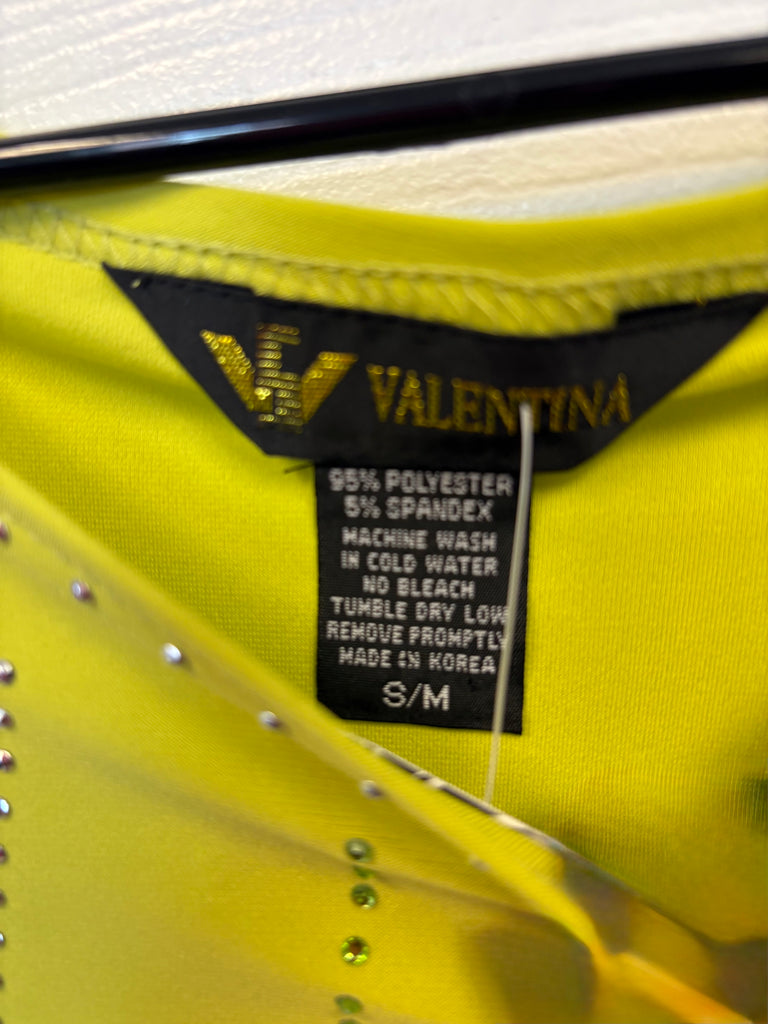 VALENTINA
95% POLYESTER
5% SPANDEX
MACHINE WASH
IN COLD WATER
NO BLEACH
TUMBLE DRY LOW
REMOVE PROMPTLY
MADE IN KOREA
S/M